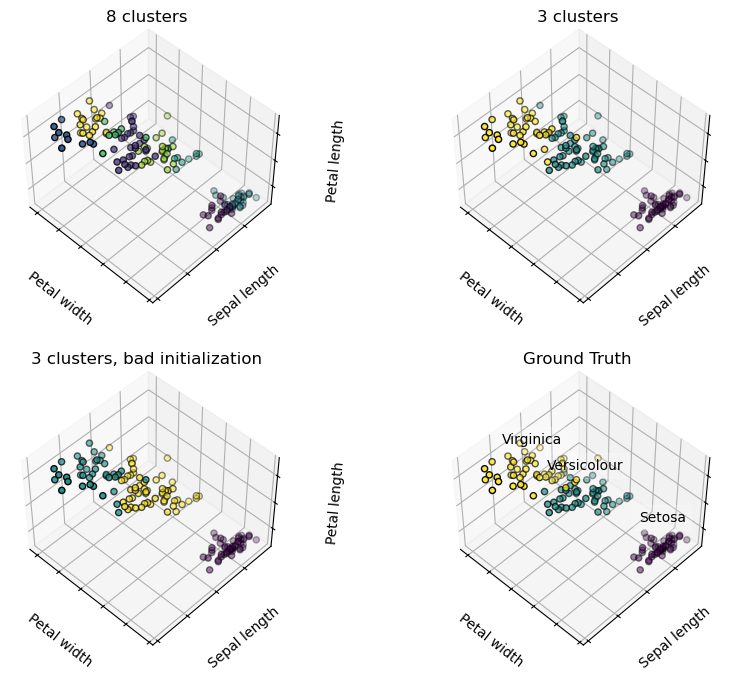 8 clusters
3 clusters
Petal width
Sepal length
Petal length
Petal width
Sepal length
3 clusters, bad initialization
Ground Truth
Virginica
Versicolour
Setosa
Petal width
Sepal length
Petal length
Petal width
Sepal length